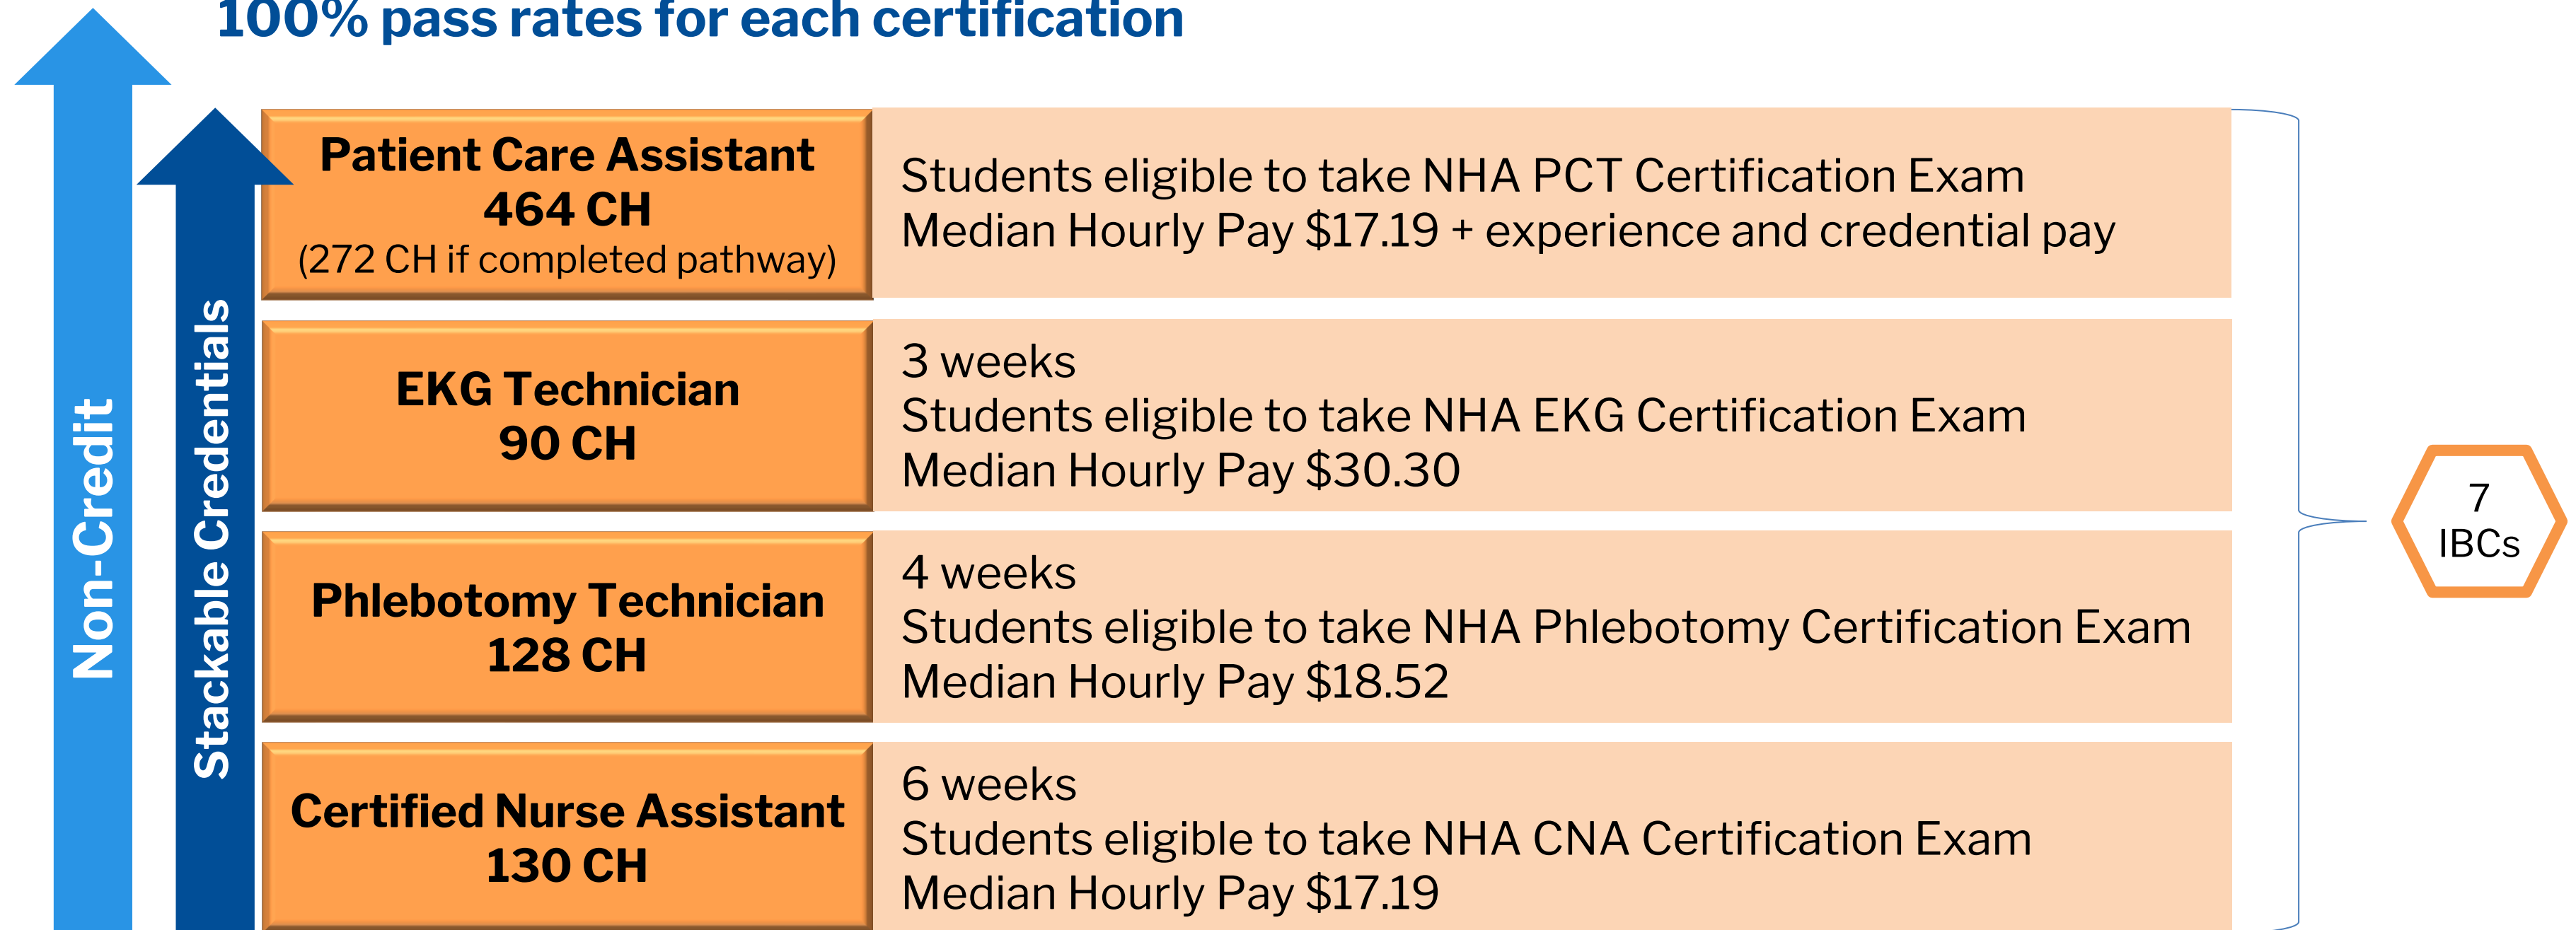 100% pass rates for each certification
Non-Credit
Stackable Credentials
Patient Care Assistant
464 CH
(272 CH if completed pathway)
Students eligible to take NHA PCT Certification Exam
Median Hourly Pay $17.19 + experience and credential pay
EKG Technician
90 CH
3 weeks
Students eligible to take NHA EKG Certification Exam
Median Hourly Pay $30.30
Phlebotomy Technician
128 CH
4 weeks
Students eligible to take NHA Phlebotomy Certification Exam
Median Hourly Pay $18.52
Certified Nurse Assistant
130 CH
6 weeks
Students eligible to take NHA CNA Certification Exam
Median Hourly Pay $17.19
7
IBCs